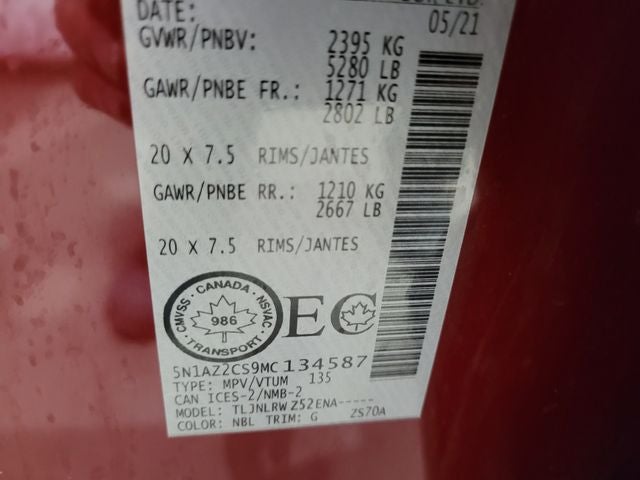 DATE: 05/21
GVWR/PNBV: 2395 KG
5280 LB
GAWR/PNBE FR.: 1271 KG
2802 LB
20 X 7.5 RIMS/JANTES
GAWR/PNBE RR.: 1210 KG
2667 LB
20 X 7.5 RIMS/JANTES
CMVSS · CANADA · NSVAC
986
TRANSPORT
EC
5N1AZ2CS9MC134587
TYPE: MPV/VTUM 135
CAN ICES-2/NMB-2
MODEL: TLJNLRWZ52ENA-----
COLOR: NBL TRIM: G ZS70A